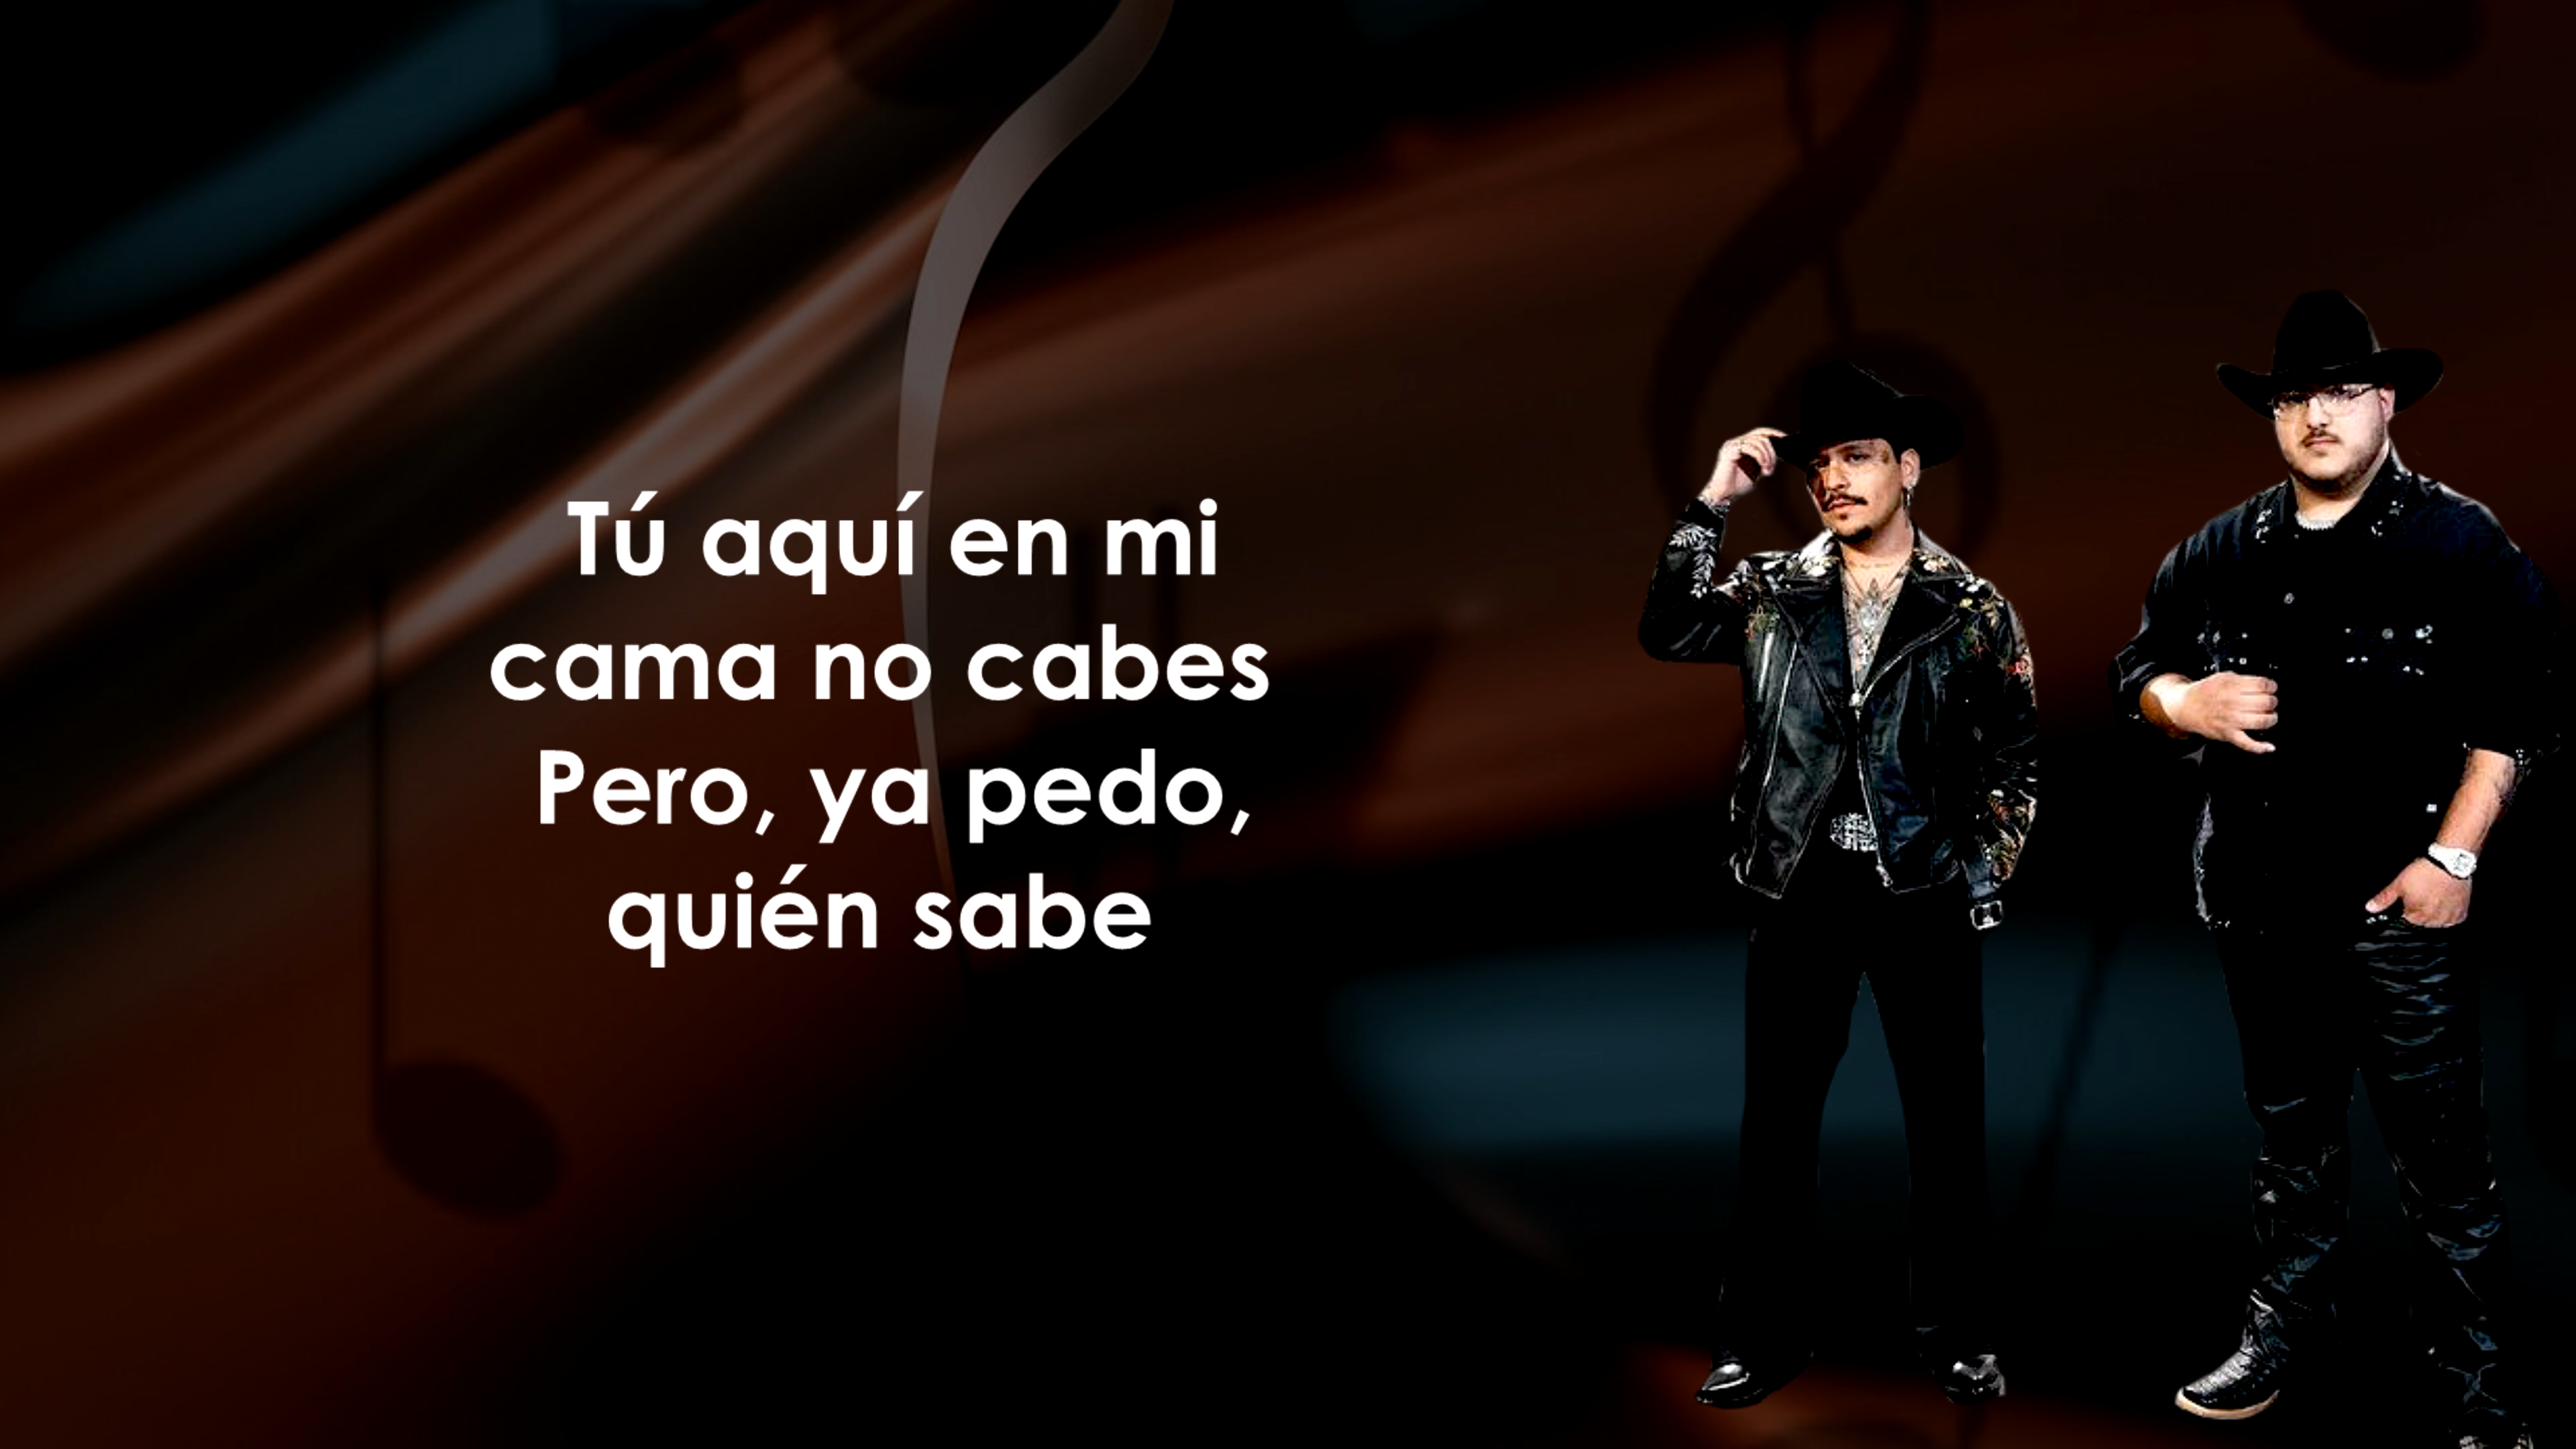 Tú aquí en mi
cama no cabes
Pero, ya pedo,
quién sabe